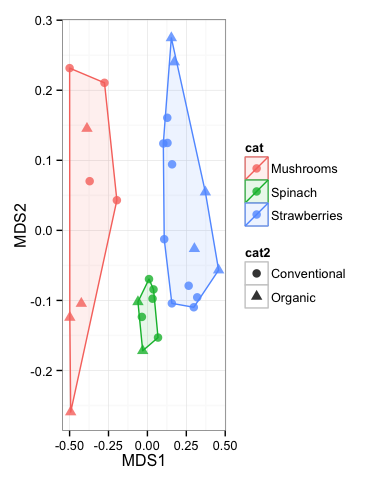 0.3
0.2
0.1
0.0
-0.1
-0.2
MDS2
-0.50 -0.25 0.00 0.25 0.50
MDS1
cat
Mushrooms
Spinach
Strawberries
cat2
Conventional
Organic